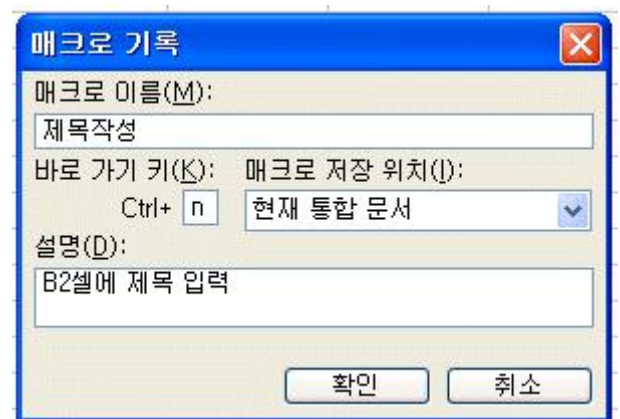 매크로 기록
매크로 이름(M):
제목작성
바로 가기 키(K): 매크로 저장 위치(I):
Ctrl+ n 현재 통합 문서
설명(D):
B2셀에 제목 입력
확인 취소